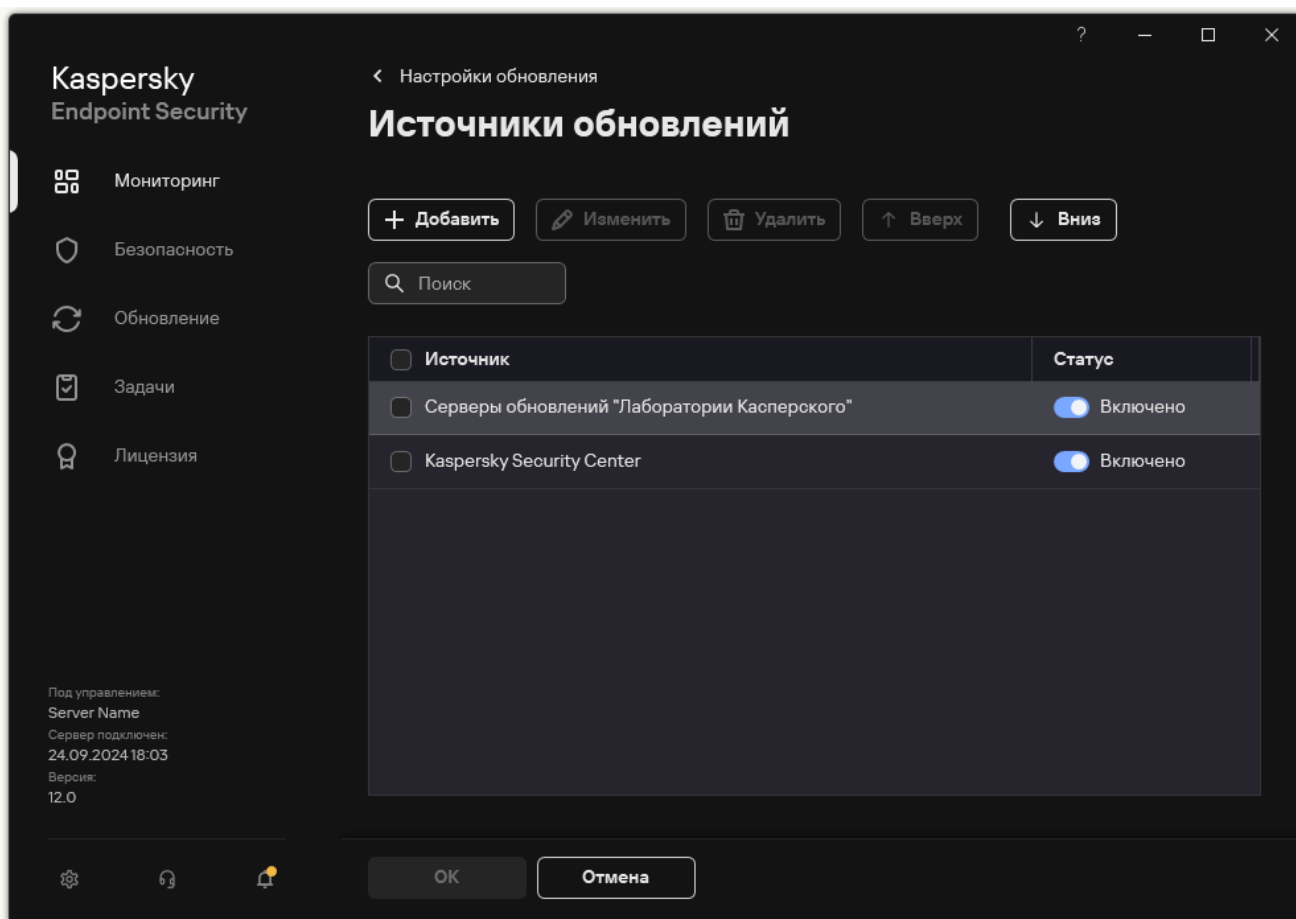 ?
Kaspersky
Endpoint Security
Мониторинг
Безопасность
Обновление
Задачи
Лицензия
Под управлением:
Server Name
Сервер подключен:
24.09.2024 18:03
Версия:
12.0
Настройки обновления
Источники обновлений
Добавить
Изменить
Удалить
Вверх
Вниз
Поиск
Источник Статус
Серверы обновлений "Лаборатории Касперского" Включено
Kaspersky Security Center Включено
ОК
Отмена